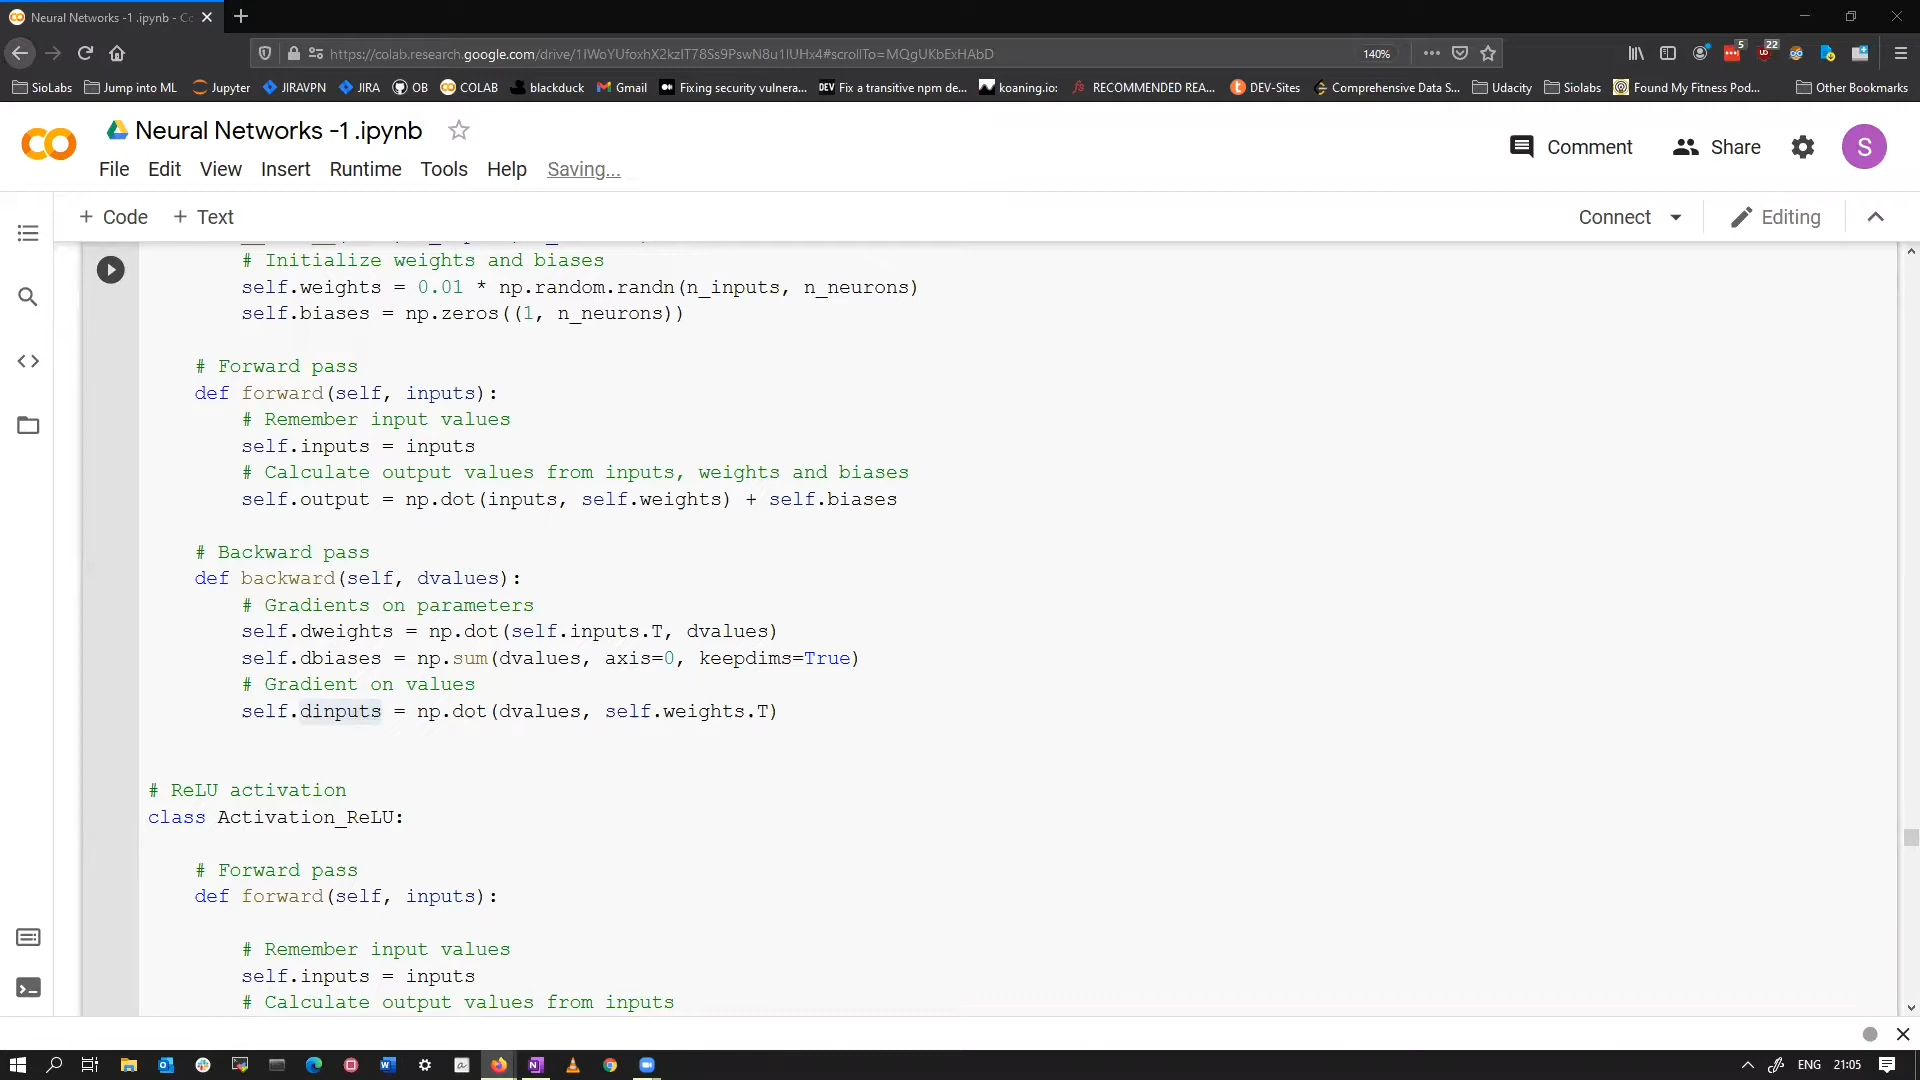 Neural Networks -1 .ipynb - Co
https://colab.research.google.com/drive/1IWoYUfoxhX2kzIT78Ss9PswN8u1IUHx4#scrollTo=MQgUKbExHAbD
140%
5
22
SioLabs
Jump into ML
Jupyter
JIRAVPN
JIRA
OB
COLAB
blackduck
Gmail
Fixing security vulnera...
DEV Fix a transitive npm de...
koaning.io:
RECOMMENDED REA...
DEV-Sites
Comprehensive Data S...
Udacity
Siolabs
Found My Fitness Pod...
Other Bookmarks
Neural Networks -1 .ipynb
Comment
Share
S
File Edit View Insert Runtime Tools Help Saving...
+ Code + Text
Connect
Editing
# Initialize weights and biases
self.weights = 0.01 * np.random.randn(n_inputs, n_neurons)
self.biases = np.zeros((1, n_neurons))
# Forward pass
def forward(self, inputs):
# Remember input values
self.inputs = inputs
# Calculate output values from inputs, weights and biases
self.output = np.dot(inputs, self.weights) + self.biases
# Backward pass
def backward(self, dvalues):
# Gradients on parameters
self.dweights = np.dot(self.inputs.T, dvalues)
self.dbiases = np.sum(dvalues, axis=0, keepdims=True)
# Gradient on values
self.dinputs = np.dot(dvalues, self.weights.T)
# ReLU activation
class Activation_ReLU:
# Forward pass
def forward(self, inputs):
# Remember input values
self.inputs = inputs
# Calculate output values from inputs
ENG 21:05